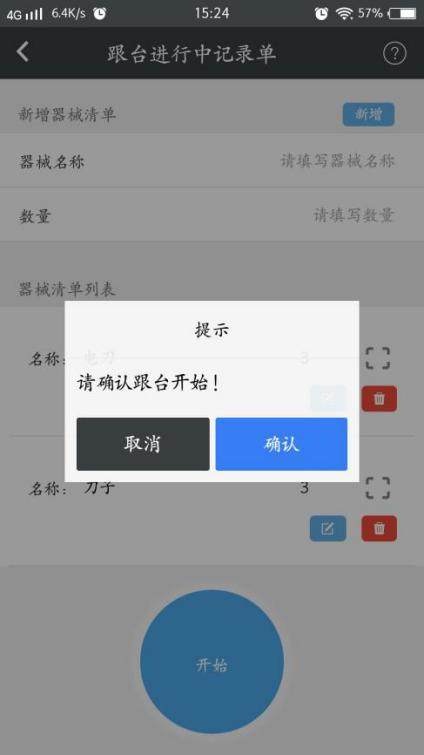 4G 6.4K/s 15:24 57%
跟台进行中记录单
新增器械清单 新增
器械名称 请填写器械名称
数量 请填写数量
器械清单列表
提示
名称: 电刀 3
请确认跟台开始!
取消 确认
名称: 刀子 3
开始